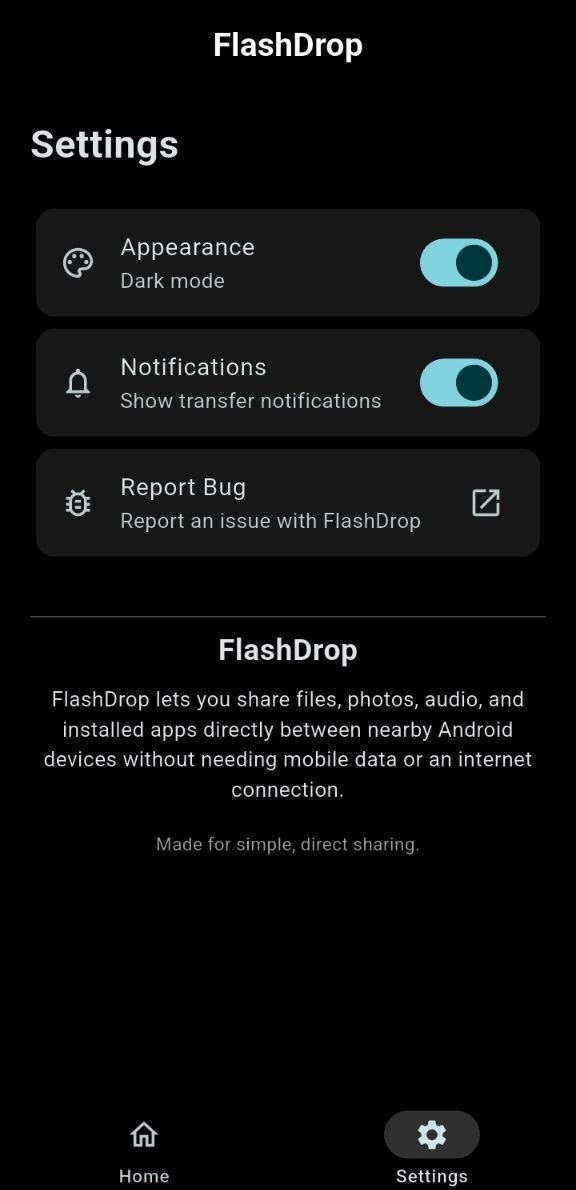 FlashDrop
Settings
Appearance
Dark mode
Notifications
Show transfer notifications
Report Bug
Report an issue with FlashDrop
FlashDrop
FlashDrop lets you share files, photos, audio, and
installed apps directly between nearby Android
devices without needing mobile data or an internet
connection.
Made for simple, direct sharing.
Home
Settings